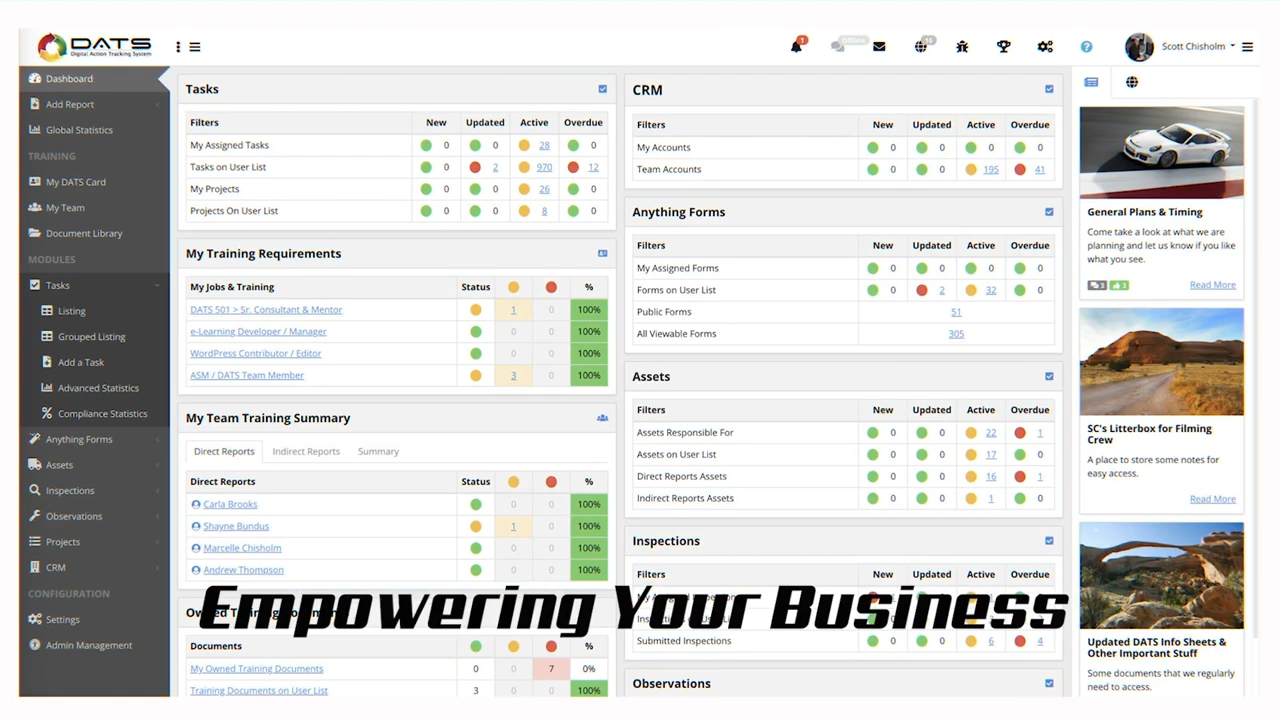 DATS
Digital Action Tracking System
1
Offline
16
Scott Chisholm
Dashboard
Add Report
Global Statistics
TRAINING
My DATS Card
My Team
Document Library
MODULES
Tasks
Listing
Grouped Listing
Add a Task
Advanced Statistics
Compliance Statistics
Anything Forms
Assets
Inspections
Observations
Projects
CRM
CONFIGURATION
Settings
Admin Management
Tasks
Filters New Updated Active Overdue
My Assigned Tasks 0 0 28 0
Tasks on User List 0 2 970 12
My Projects 0 0 26 0
Projects On User List 0 0 8 0
My Training Requirements
My Jobs & Training Status %
DATS 501 > Sr. Consultant & Mentor 1 0 100%
e-Learning Developer / Manager 0 0 100%
WordPress Contributor / Editor 0 0 100%
ASM / DATS Team Member 3 0 100%
My Team Training Summary
Direct Reports Indirect Reports Summary
Direct Reports Status %
Carla Brooks 0 0 100%
Shayne Bundus 1 0 100%
Marcelle Chisholm 0 0 100%
Andrew Thompson 0 0 100%
Documents %
My Owned Training Documents 0 0 7 0%
Training Documents on User List 3 0 0 100%
CRM
Filters New Updated Active Overdue
My Accounts 0 0 0 0
Team Accounts 0 0 195 41
Anything Forms
Filters New Updated Active Overdue
My Assigned Forms 0 0 0 0
Forms on User List 0 2 32 0
Public Forms 51
All Viewable Forms 305
Assets
Filters New Updated Active Overdue
Assets Responsible For 0 0 22 1
Assets on User List 0 0 17 0
Direct Reports Assets 0 0 16 1
Indirect Reports Assets 0 0 1 0
Inspections
Filters New Updated Active Overdue
Submitted Inspections 0 0 6 4
Observations
Empowering Your Business
General Plans & Timing
Come take a look at what we are
planning and let us know if you like
what you see.
3 3 Read More
SC's Litterbox for Filming
Crew
A place to store some notes for
easy access.
Read More
Updated DATS Info Sheets &
Other Important Stuff
Some documents that we regularly
need to access.